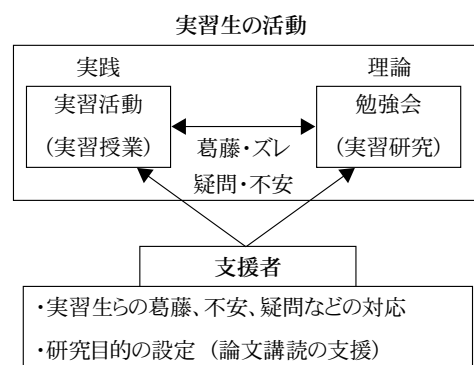 実習生の活動
実践
理論
実習活動
(実習授業)
勉強会
(実習研究)
葛藤・ズレ
疑問・不安
支援者
・実習生らの葛藤、不安、疑問などの対応
・研究目的の設定 (論文講読の支援)